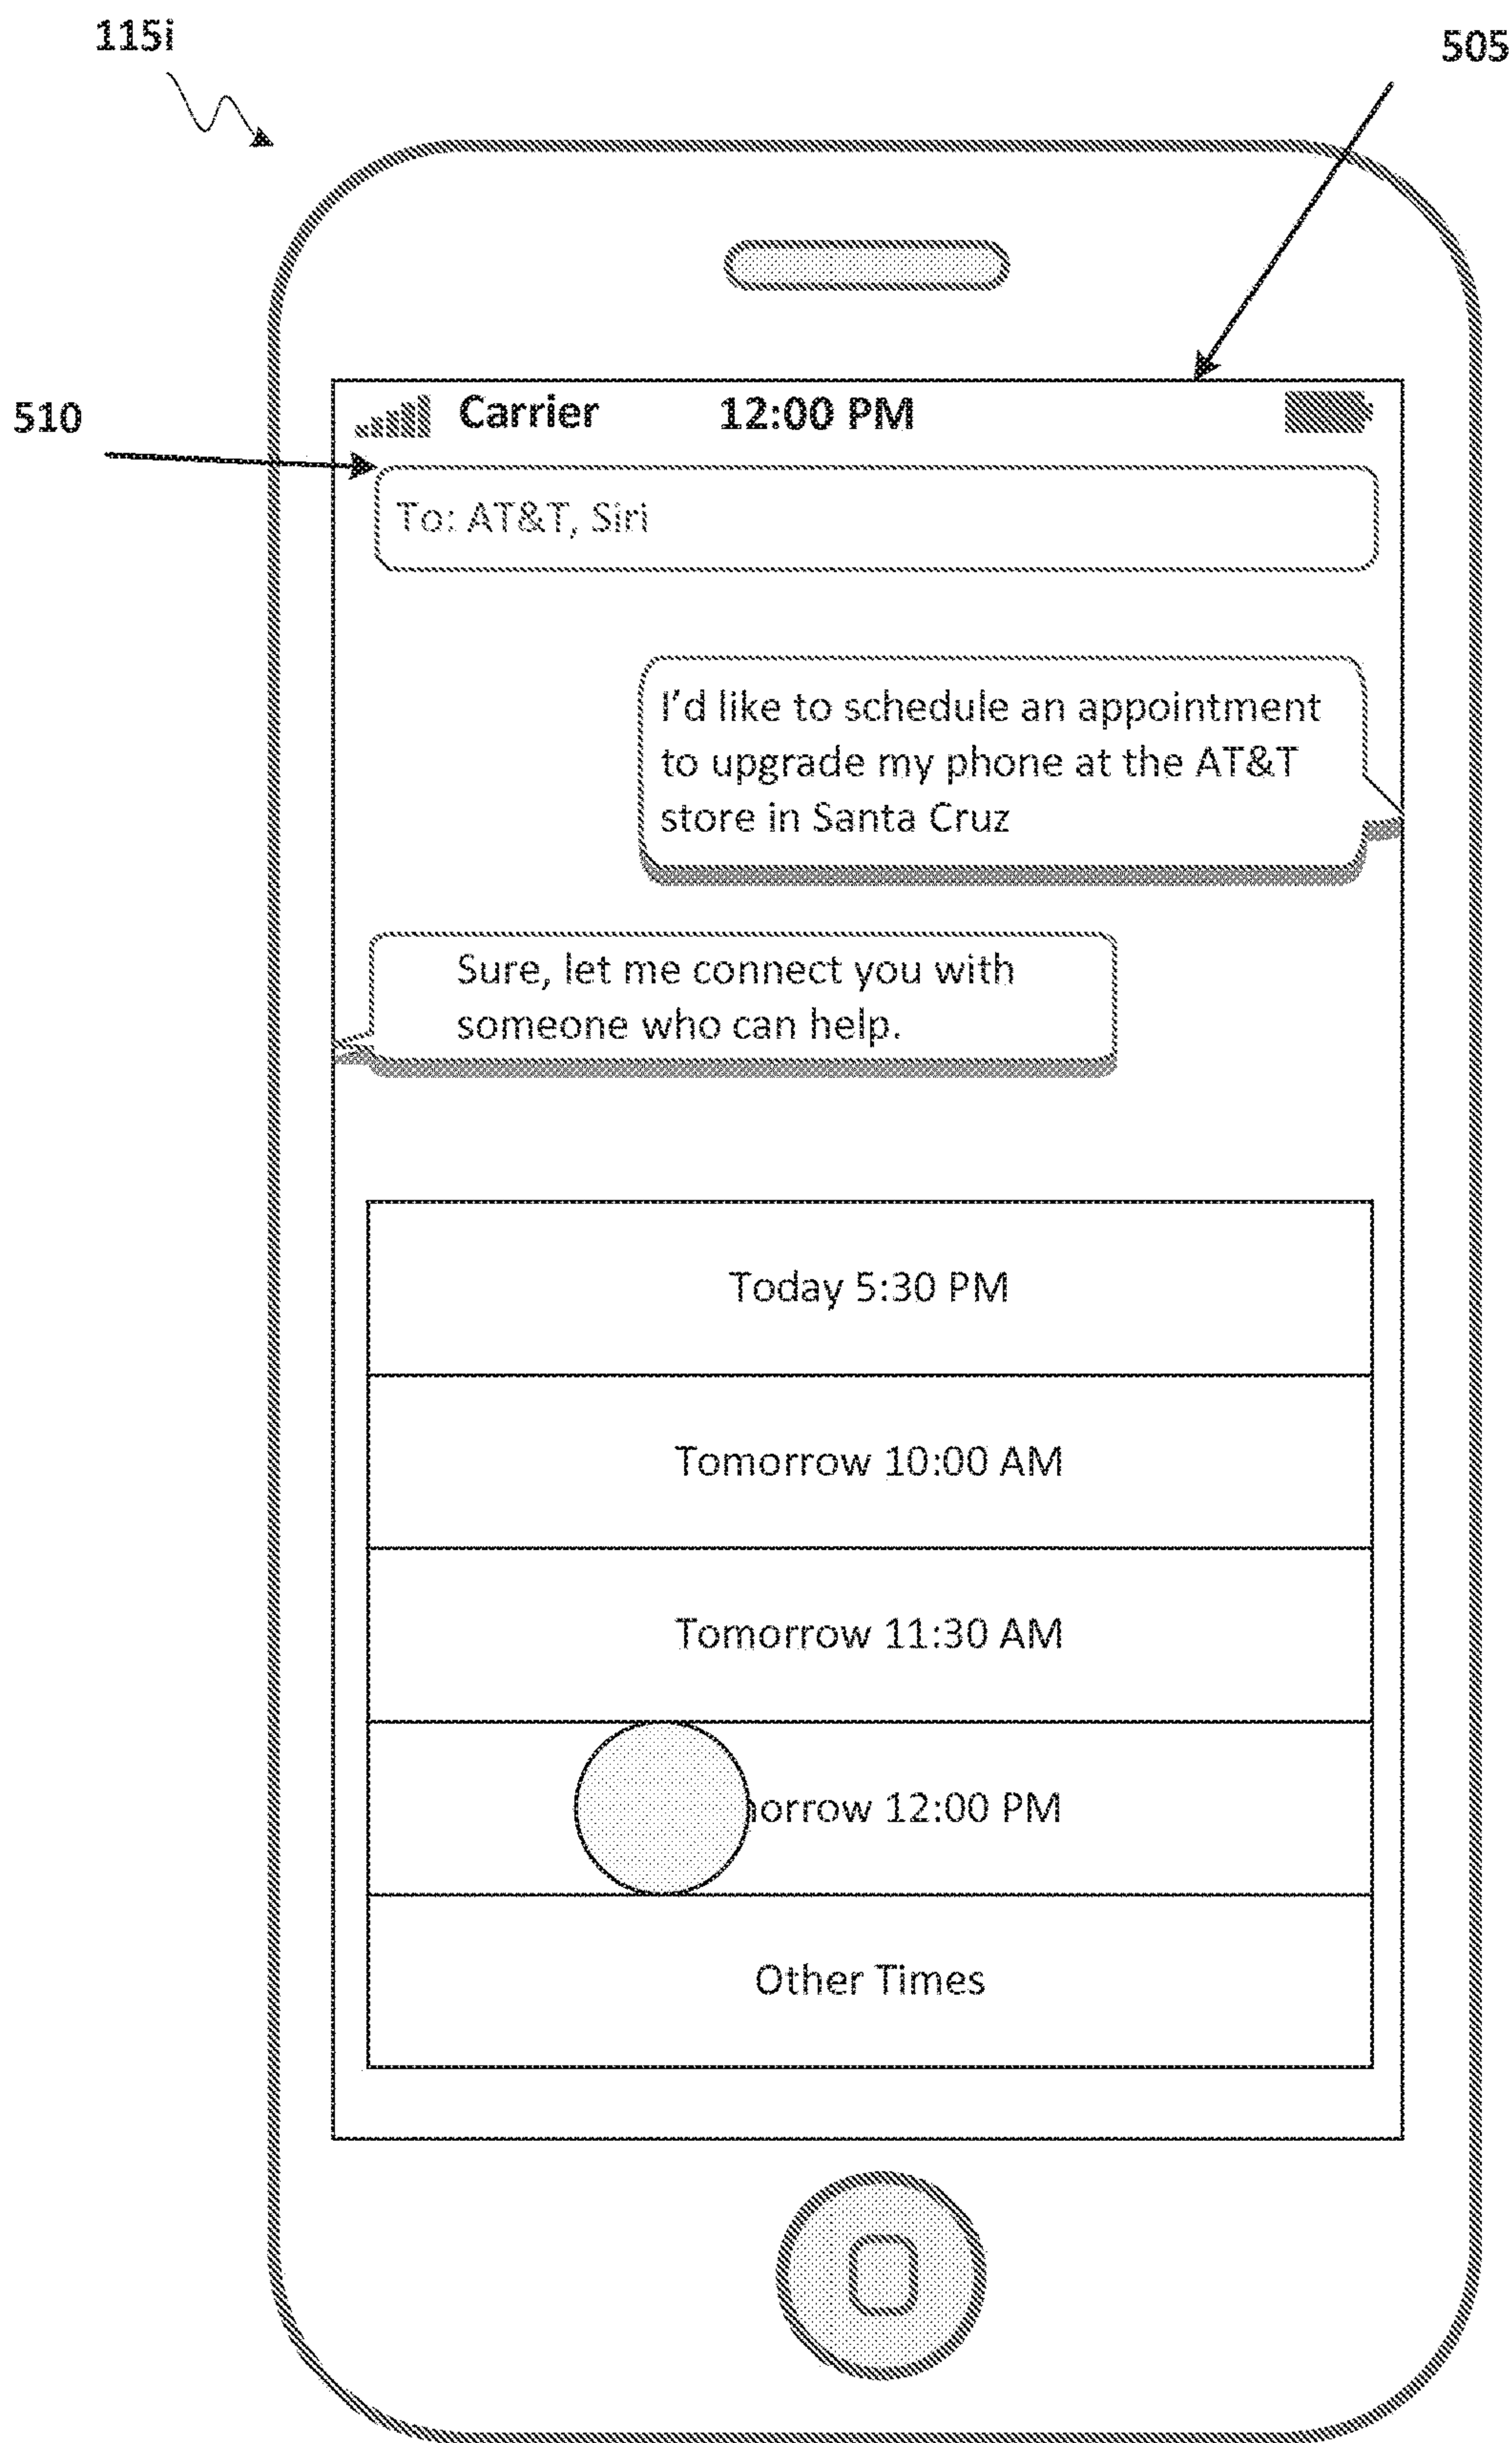 115i
505
510
Carrier 12:00 PM
To: AT&T, Siri
I'd like to schedule an appointment
to upgrade my phone at the AT&T
store in Santa Cruz
Sure, let me connect you with
someone who can help.
Today 5:30 PM
Tomorrow 10:00 AM
Tomorrow 11:30 AM
orrow 12:00 PM
Other Times